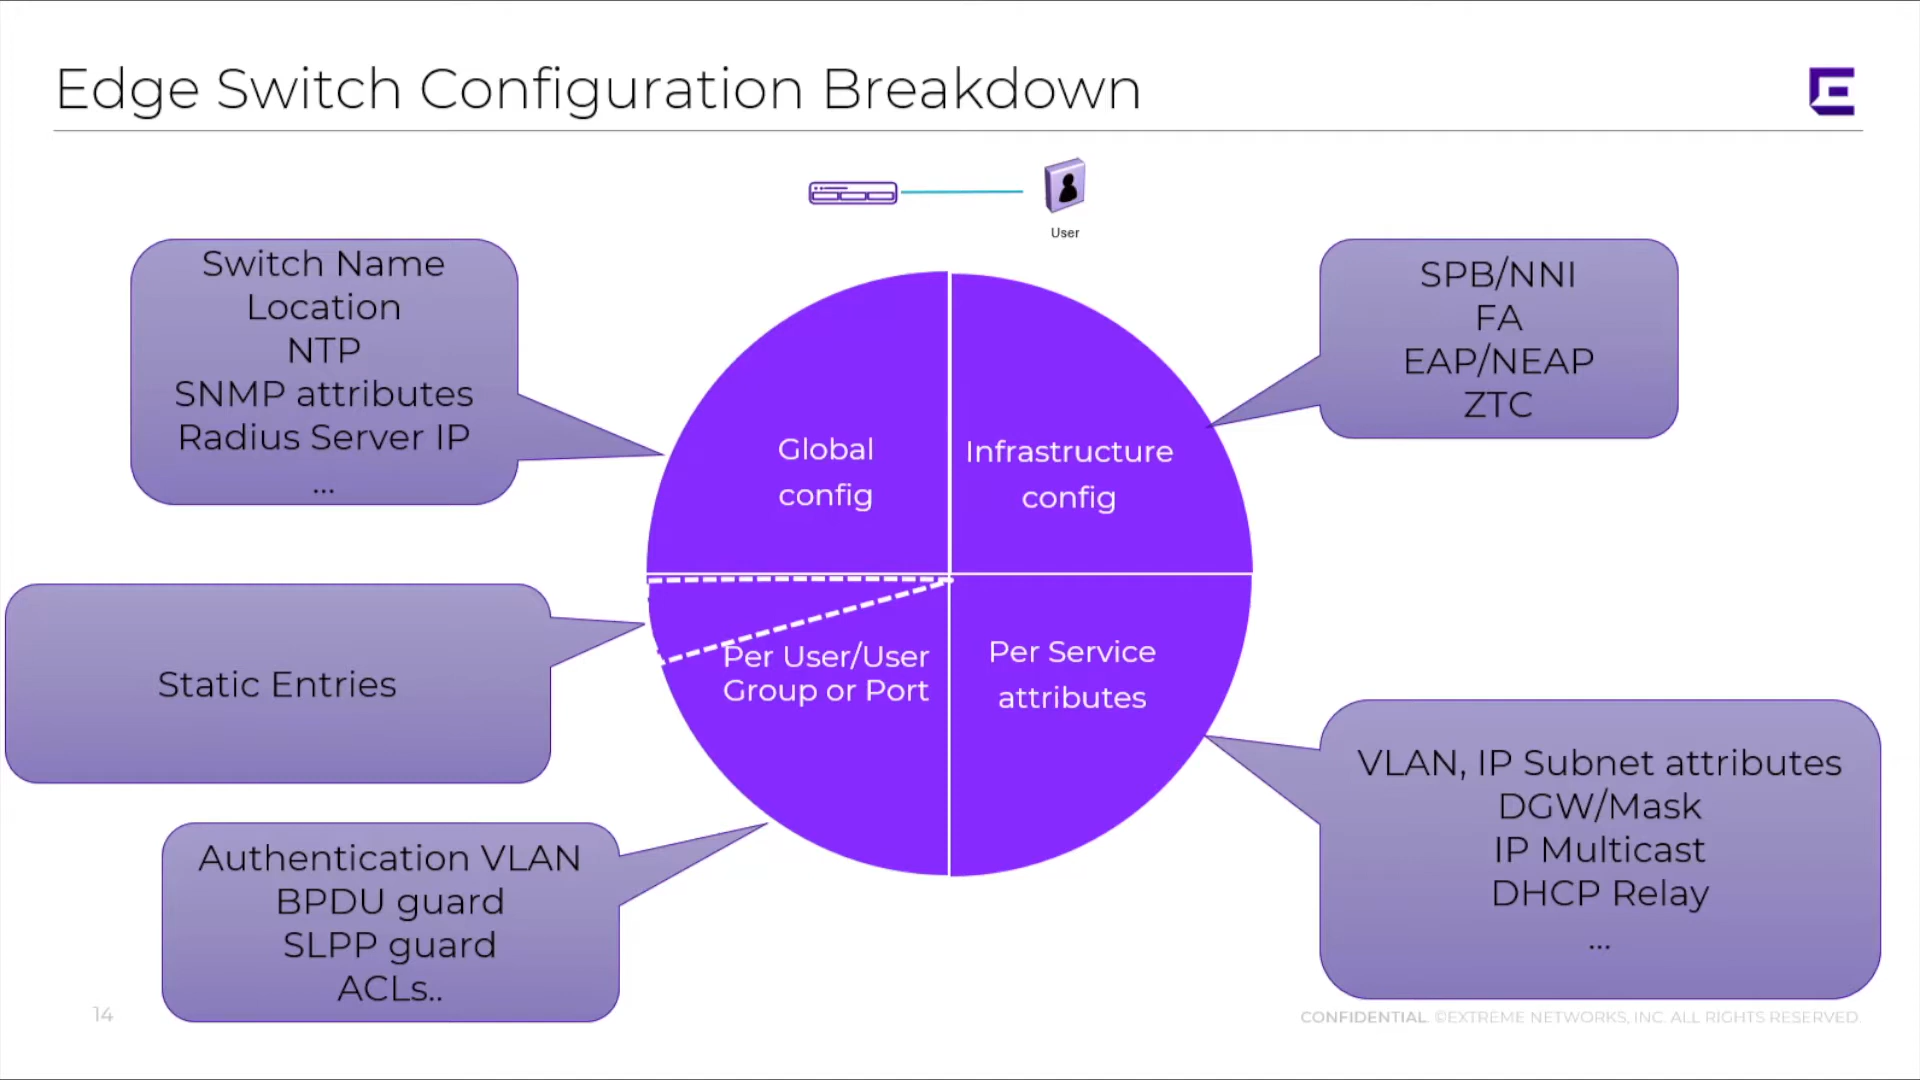 Edge Switch Configuration Breakdown
User
Switch Name
Location
NTP
SNMP attributes
Radius Server IP
...
SPB/NNI
FA
EAP/NEAP
ZTC
Global
config
Infrastructure
config
Static Entries
Per User/User
Group or Port
Per Service
attributes
Authentication VLAN
BPDU guard
SLPP guard
ACLs..
VLAN, IP Subnet attributes
DGW/Mask
IP Multicast
DHCP Relay
...
14
CONFIDENTIAL. ©EXTREME NETWORKS, INC. ALL RIGHTS RESERVED.